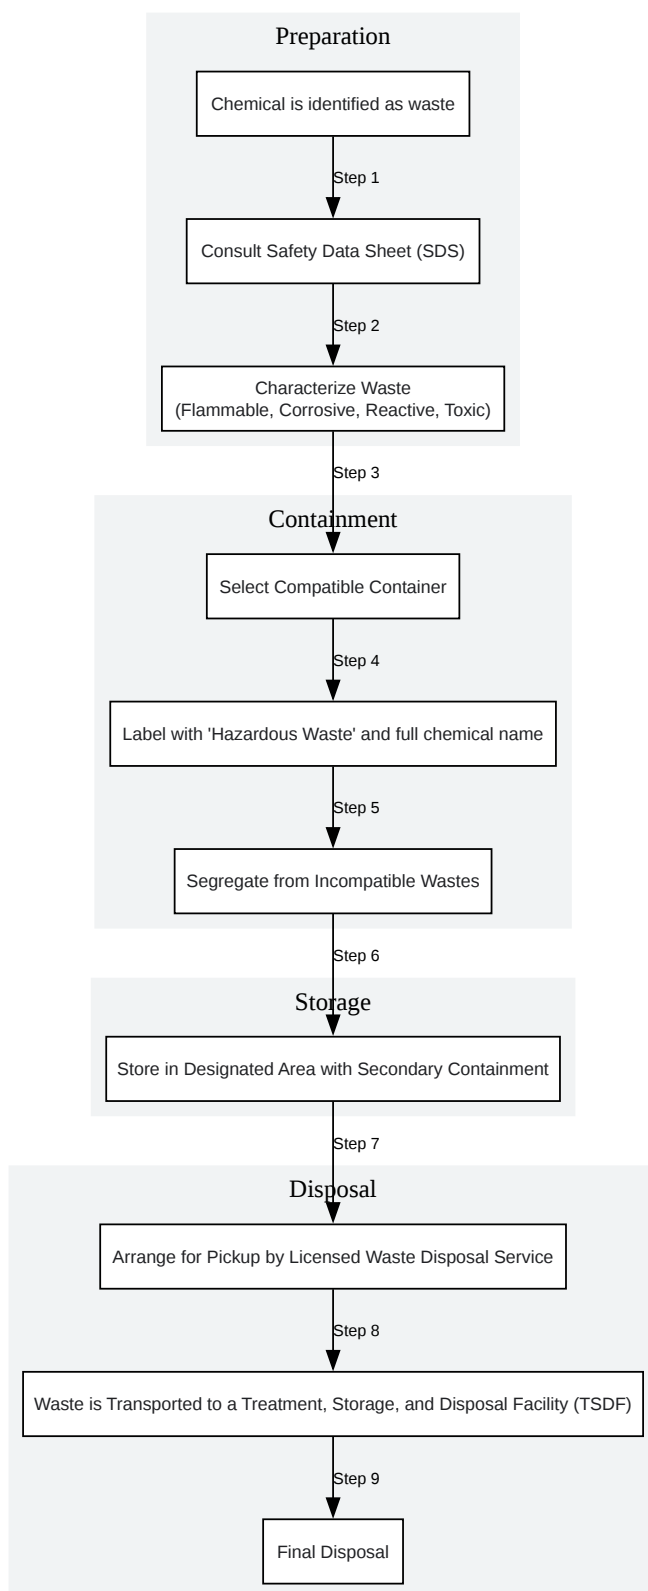 Preparation
Chemical is identified as waste
Step 1
Consult Safety Data Sheet (SDS)
Step 2
Characterize Waste
(Flammable, Corrosive, Reactive, Toxic)
Step 3
Containment
Select Compatible Container
Step 4
Label with 'Hazardous Waste' and full chemical name
Step 5
Segregate from Incompatible Wastes
Step 6
Storage
Store in Designated Area with Secondary Containment
Step 7
Disposal
Arrange for Pickup by Licensed Waste Disposal Service
Step 8
Waste is Transported to a Treatment, Storage, and Disposal Facility (TSDF)
Step 9
Final Disposal